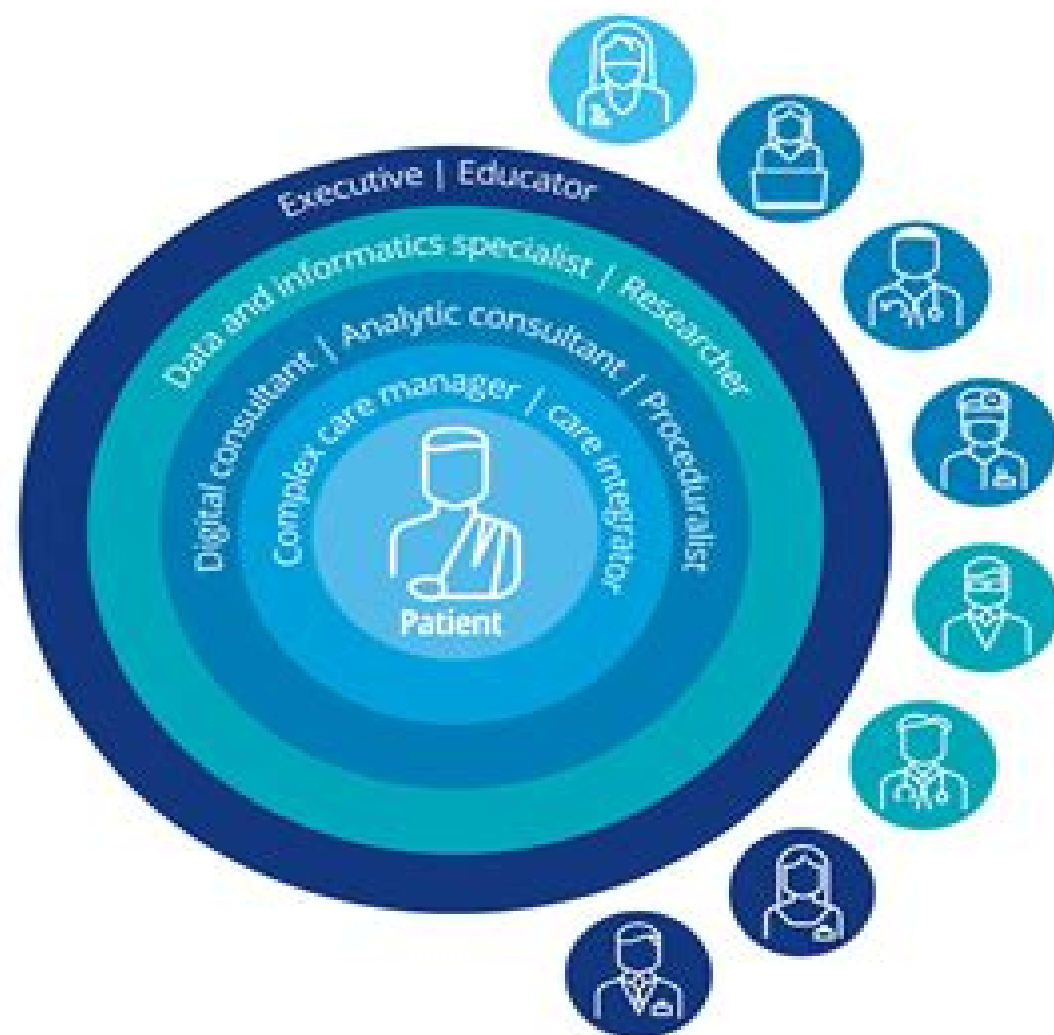 Executive | Educator
Data and informatics specialist | Researcher
Digital consultant | Analytic consultant | Proceduralist
Complex care manager | care integrator
Patient